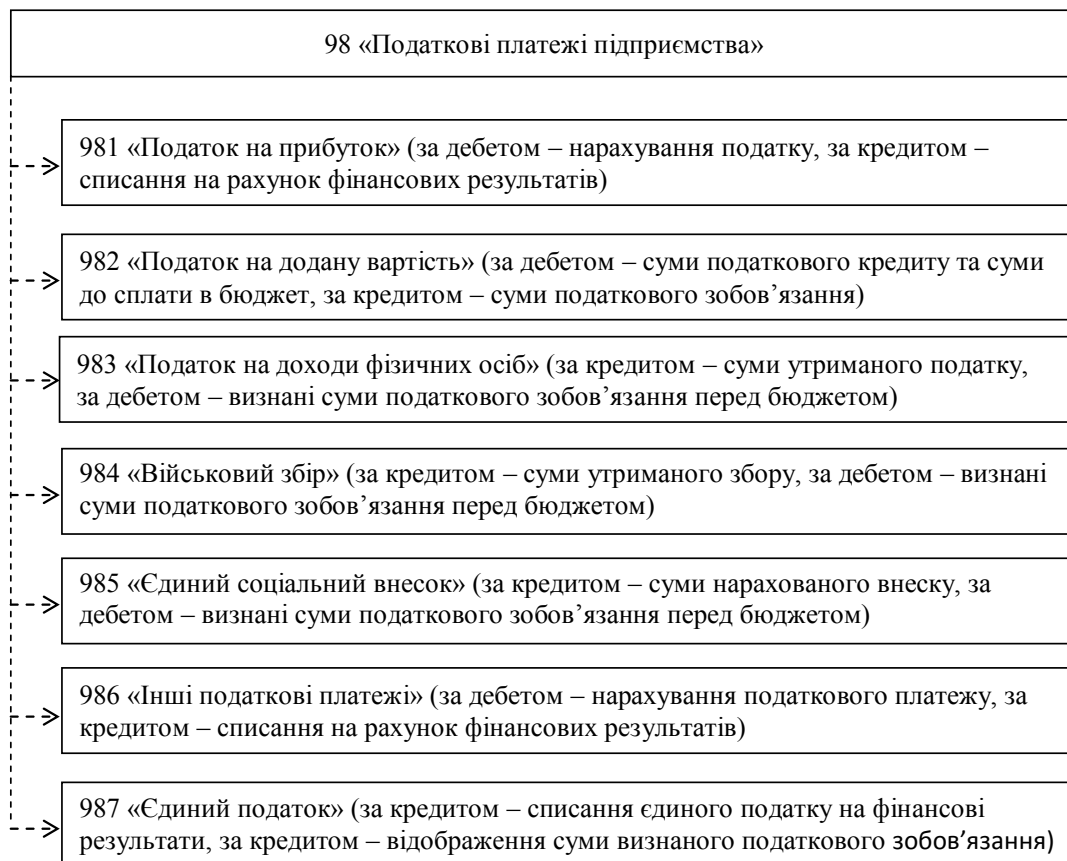 98 «Податкові платежі підприємства»
981 «Податок на прибуток» (за дебетом – нарахування податку, за кредитом –
списання на рахунок фінансових результатів)
982 «Податок на додану вартість» (за дебетом – суми податкового кредиту та суми
до сплати в бюджет, за кредитом – суми податкового зобов’язання)
983 «Податок на доходи фізичних осіб» (за кредитом – суми утриманого податку,
за дебетом – визнані суми податкового зобов’язання перед бюджетом)
984 «Військовий збір» (за кредитом – суми утриманого збору, за дебетом – визнані
суми податкового зобов’язання перед бюджетом)
985 «Єдиний соціальний внесок» (за кредитом – суми нарахованого внеску, за
дебетом – визнані суми податкового зобов’язання перед бюджетом)
986 «Інші податкові платежі» (за дебетом – нарахування податкового платежу, за
кредитом – списання на рахунок фінансових результатів)
987 «Єдиний податок» (за кредитом – списання єдиного податку на фінансові
результати, за кредитом – відображення суми визнаного податкового зобов’язання)